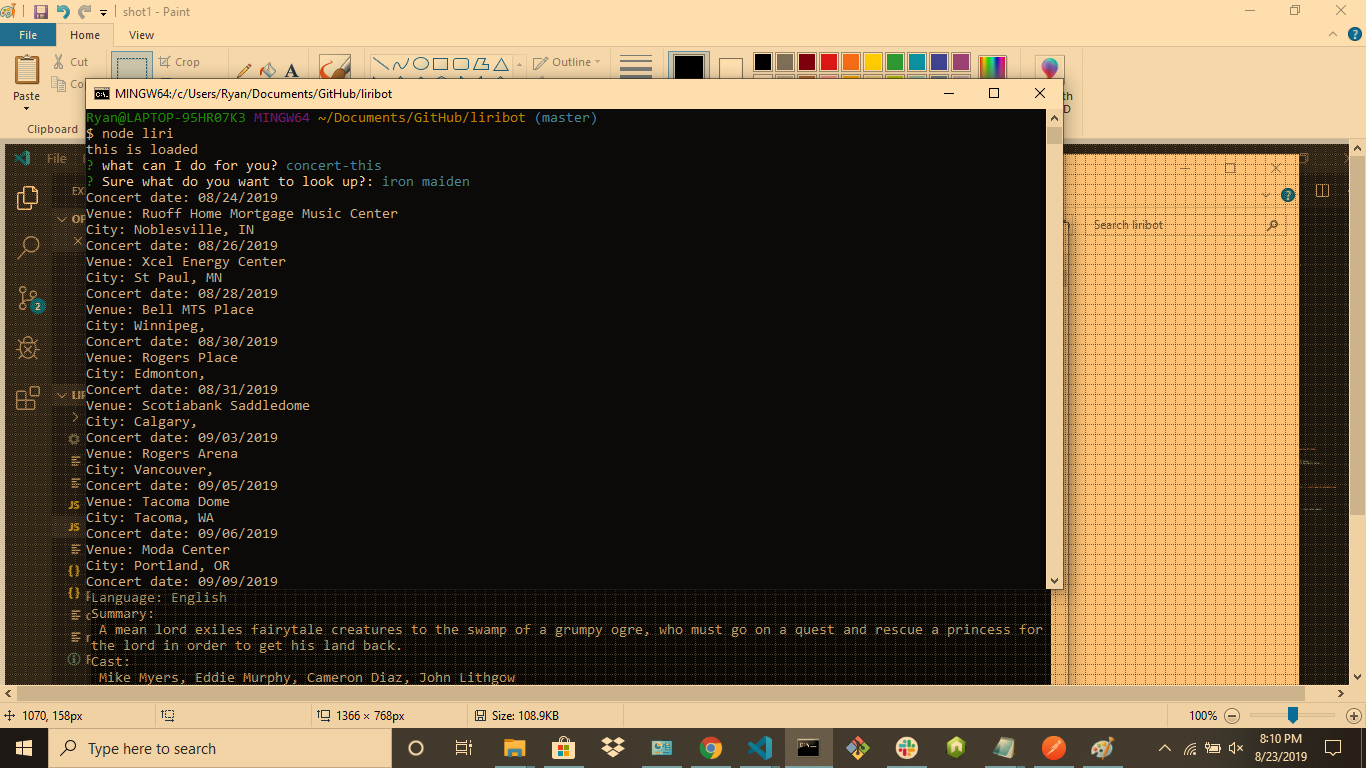 shot1 - Paint
File
Home
View
Paste
Cut
Crop
Outline
Clipboard
MINGW64:/c/Users/Ryan/Documents/GitHub/liribot
Ryan@LAPTOP-95HR07K3 MINGW64 ~/Documents/GitHub/liribot (master)
$ node liri
this is loaded
? what can I do for you? concert-this
? Sure what do you want to look up?: iron maiden
Concert date: 08/24/2019
Venue: Ruoff Home Mortgage Music Center
City: Noblesville, IN
Concert date: 08/26/2019
Venue: Xcel Energy Center
City: St Paul, MN
Concert date: 08/28/2019
Venue: Bell MTS Place
City: Winnipeg,
Concert date: 08/30/2019
Venue: Rogers Place
City: Edmonton,
Concert date: 08/31/2019
Venue: Scotiabank Saddledome
City: Calgary,
Concert date: 09/03/2019
Venue: Rogers Arena
City: Vancouver,
Concert date: 09/05/2019
Venue: Tacoma Dome
City: Tacoma, WA
Concert date: 09/06/2019
Venue: Moda Center
City: Portland, OR
Concert date: 09/09/2019
Language: English
Summary:
A mean lord exiles fairytale creatures to the swamp of a grumpy ogre, who must go on a quest and rescue a princess for
the lord in order to get his land back.
Cast:
Mike Myers, Eddie Murphy, Cameron Diaz, John Lithgow
File
2
JS
JS
Search liribot
1070, 158px
1366 × 768px
Size: 108.9KB
100%
Type here to search
8:10 PM
8/23/2019